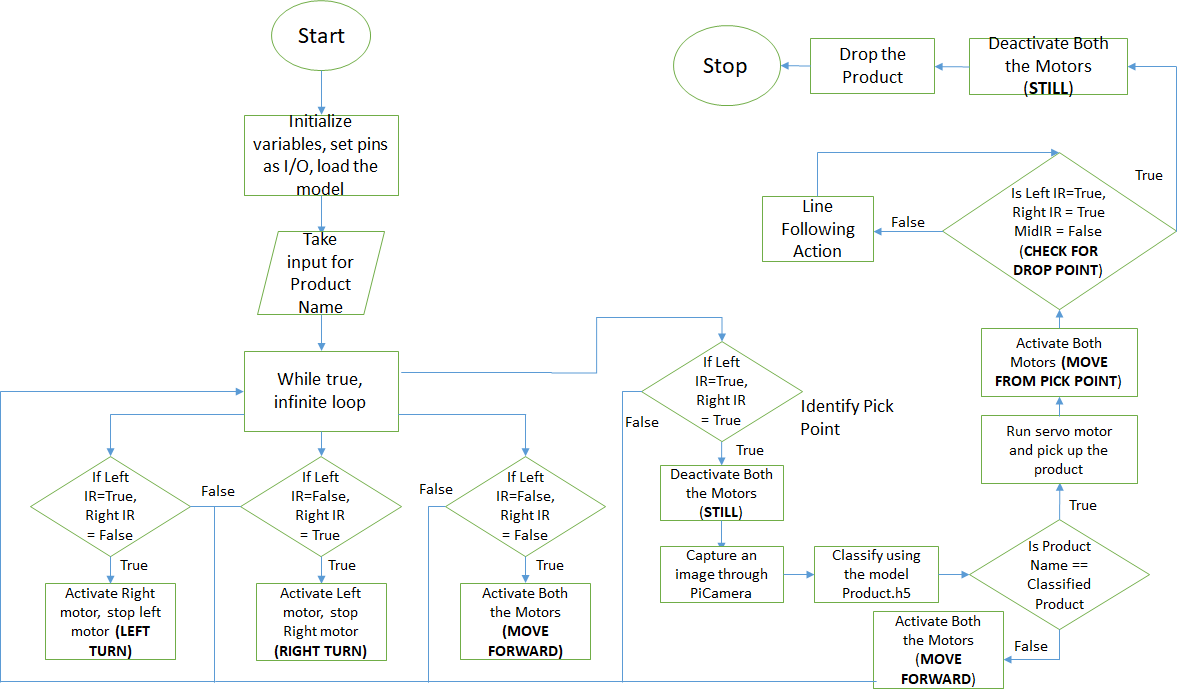 Start
Initialize
variables, set pins
as I/O, load the
model
Take
input for
Product
Name
While true,
infinite loop
If Left
IR=True,
Right IR
= False
False
True
Activate Right
motor, stop left
motor (LEFT
TURN)
If Left
IR=False,
Right IR
= True
True
Activate Left
motor, stop
Right motor
(RIGHT TURN)
False
If Left
IR=False,
Right IR
= False
True
Activate Both
the Motors
(MOVE
FORWARD)
If Left
IR=True,
Right IR
= True
False
Identify Pick
Point
True
Deactivate Both
the Motors
(STILL)
Capture an
image through
PiCamera
Classify using
the model
Product.h5
Is Product
Name ==
Classified
Product
False
Activate Both
the Motors
(MOVE
FORWARD)
True
Run servo motor
and pick up the
product
Activate Both
Motors (MOVE
FROM PICK POINT)
Is Left IR=True,
Right IR = True
MidIR = False
(CHECK FOR
DROP POINT)
False
Line
Following
Action
True
Deactivate Both
the Motors
(STILL)
Drop the
Product
Stop